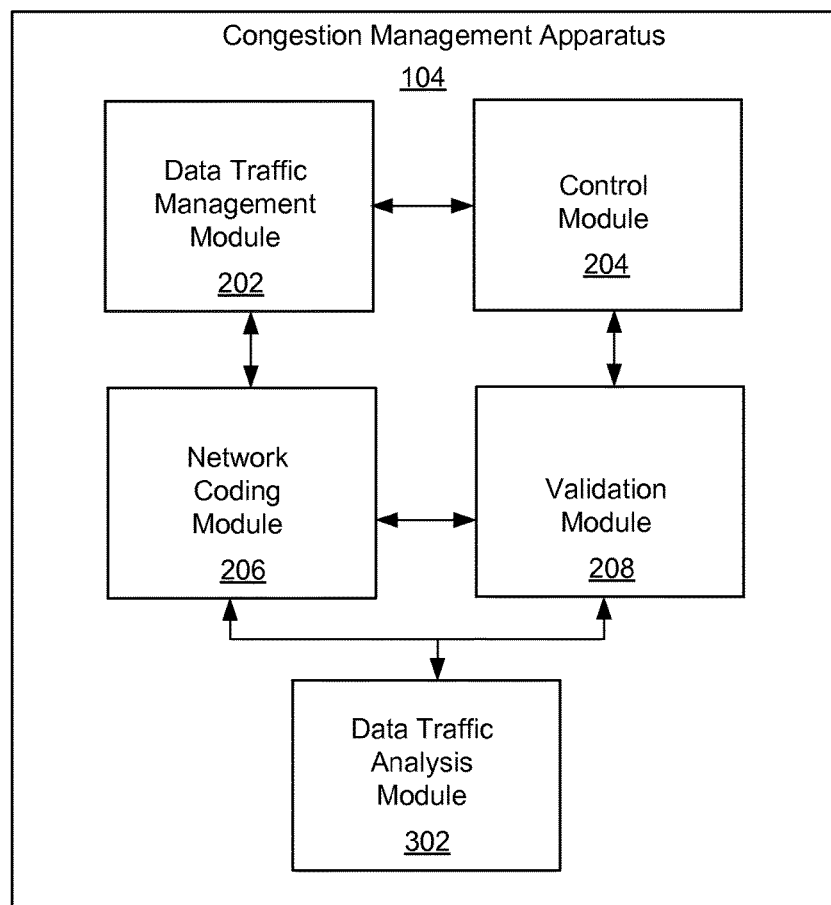 Congestion Management Apparatus
104
Data Traffic
Management
Module
202
Control
Module
204
Network
Coding
Module
206
Validation
Module
208
Data Traffic
Analysis
Module
302